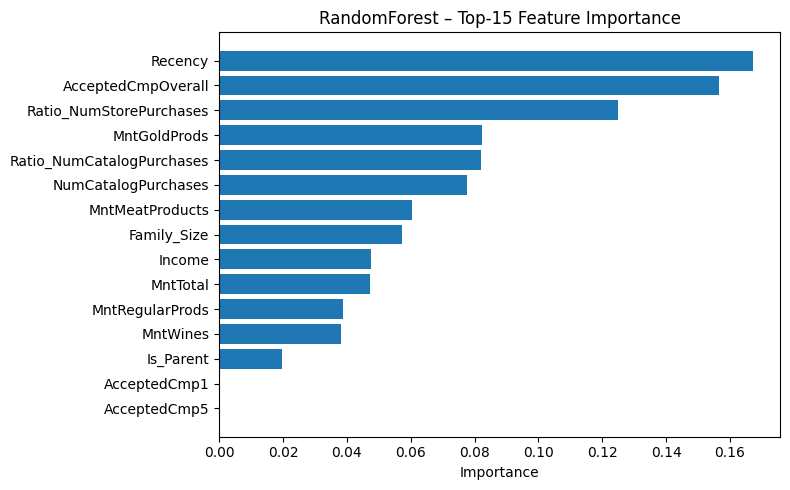 RandomForest – Top-15 Feature Importance
Recency
AcceptedCmpOverall
Ratio_NumStorePurchases
MntGoldProds
Ratio_NumCatalogPurchases
NumCatalogPurchases
MntMeatProducts
Family_Size
Income
MntTotal
MntRegularProds
MntWines
Is_Parent
AcceptedCmp1
AcceptedCmp5
0.00 0.02 0.04 0.06 0.08 0.10 0.12 0.14 0.16
Importance